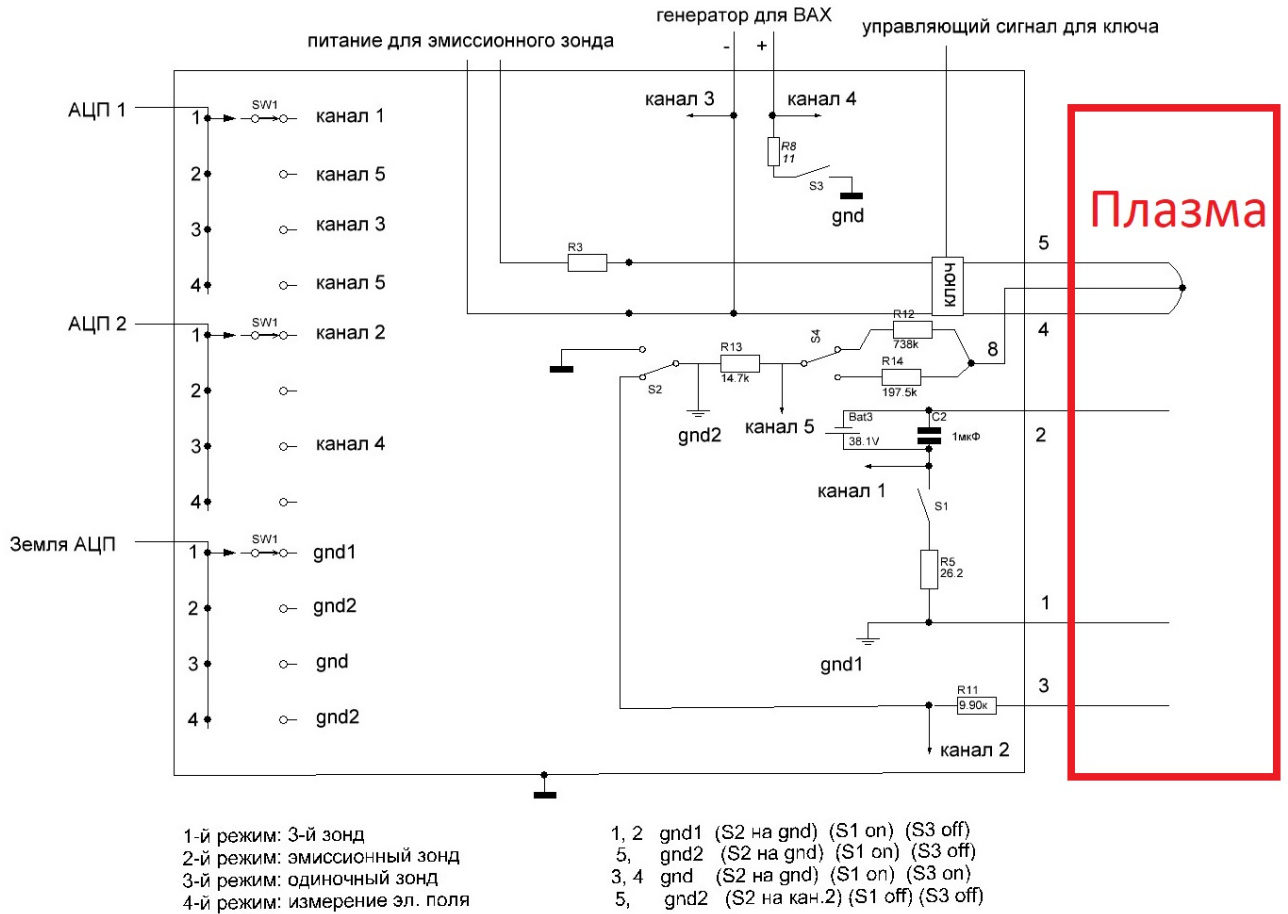 генератор для ВАХ
питание для эмиссионного зонда
управляющий сигнал для ключа
- +
канал 3
канал 4
R8
11
S3
gnd
АЦП 1
1 SW1 канал 1
2 канал 5
3 канал 3
4 канал 5
АЦП 2
1 SW1 канал 2
2
3 канал 4
4
Земля АЦП
1 SW1 gnd1
2 gnd2
3 gnd
4 gnd2
R3
ключ
5
Плазма
4
R12
738k
S4
8
R13
14.7k
R14
197.5k
S2
gnd2
канал 5
Bat3
38.1V
C2
1мкФ
2
канал 1
S1
R5
26.2
1
gnd1
R11
9.90к
3
канал 2
1-й режим: 3-й зонд 1, 2 gnd1 (S2 на gnd) (S1 on) (S3 off)
2-й режим: эмиссионный зонд 5, gnd2 (S2 на gnd) (S1 on) (S3 off)
3-й режим: одиночный зонд 3, 4 gnd (S2 на gnd) (S1 on) (S3 on)
4-й режим: измерение эл. поля 5, gnd2 (S2 на кан.2) (S1 off) (S3 off)